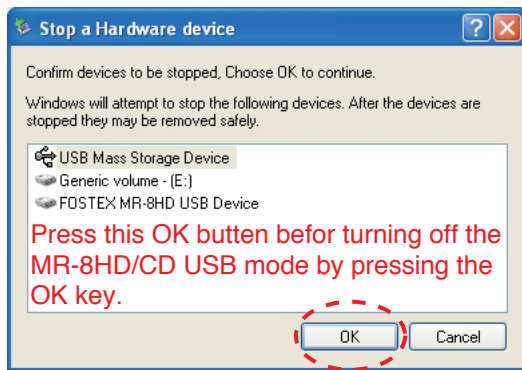 Stop a Hardware device
Confirm devices to be stopped, Choose OK to continue.
Windows will attempt to stop the following devices. After the devices are
stopped they may be removed safely.
USB Mass Storage Device
Generic volume - (E:)
FOSTEX MR-8HD USB Device
Press this OK butten befor turning off the
MR-8HD/CD USB mode by pressing the
OK key.
OK
Cancel